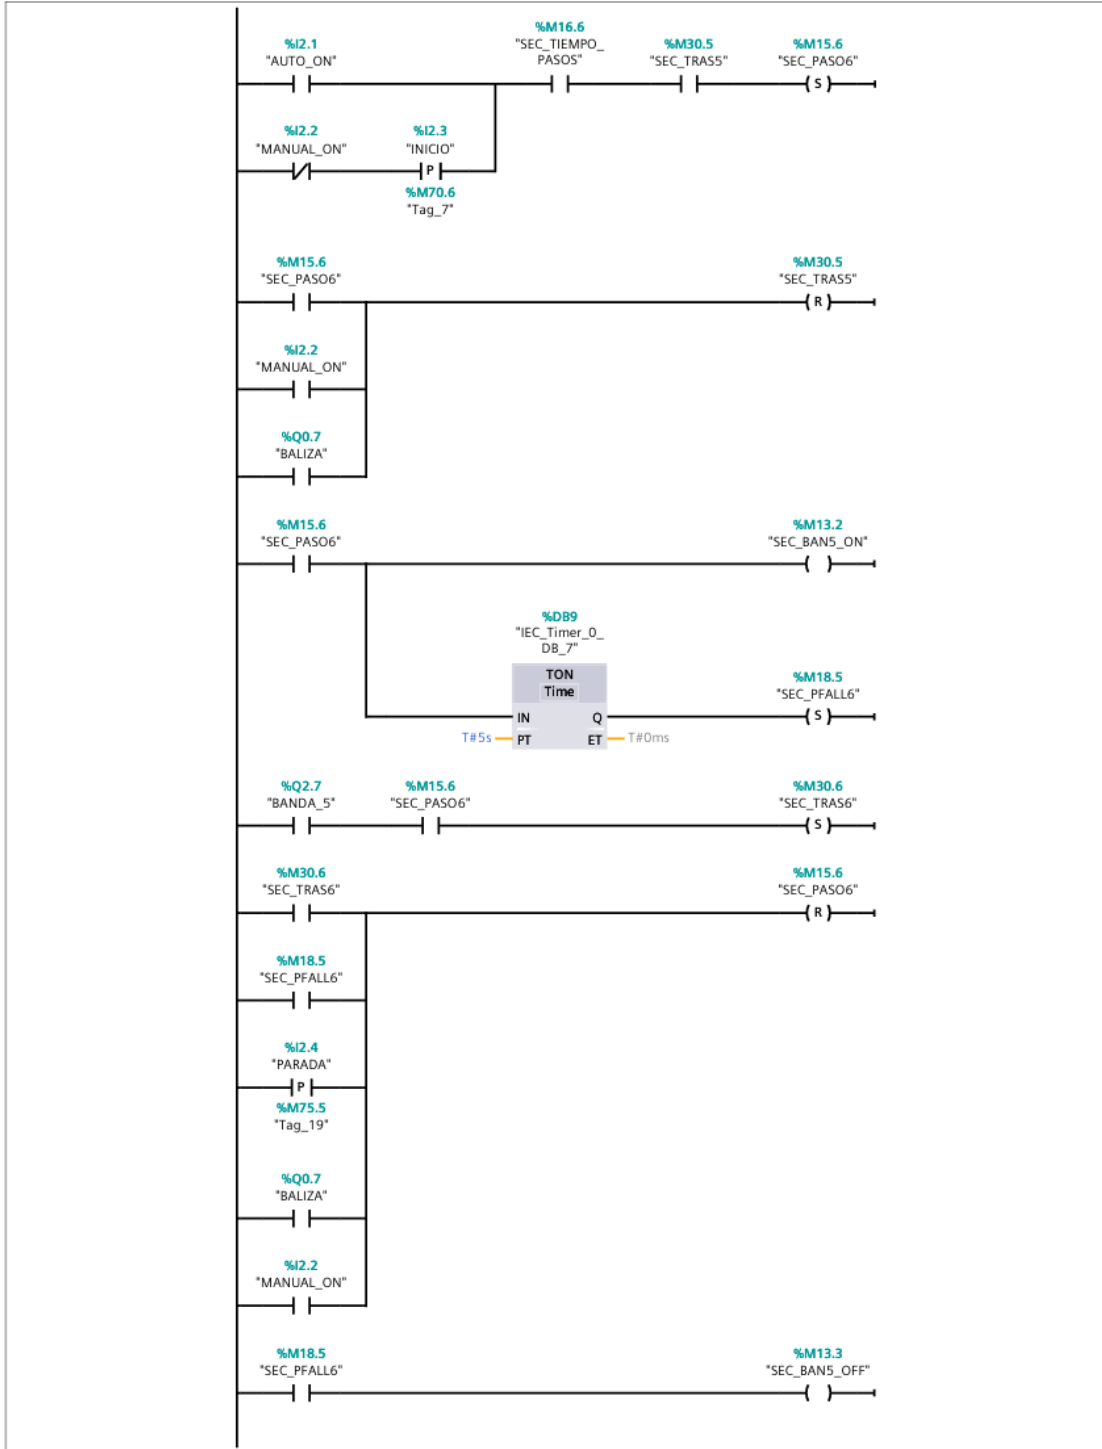 %M16.6
"SEC_TIEMPO_
PASOS"
%I2.1
"AUTO_ON"
%M30.5
"SEC_TRAS5"
%M15.6
"SEC_PASO6"
S
%I2.2
"MANUAL_ON"
%I2.3
"INICIO"
P
%M70.6
"Tag_7"
%M15.6
"SEC_PASO6"
%M30.5
"SEC_TRAS5"
R
%I2.2
"MANUAL_ON"
%Q0.7
"BALIZA"
%M15.6
"SEC_PASO6"
%M13.2
"SEC_BAN5_ON"
%DB9
"IEC_Timer_0_
DB_7"
TON
Time
%M18.5
"SEC_PFALL6"
IN Q
S
T#5s PT ET T#0ms
%Q2.7
"BANDA_5"
%M15.6
"SEC_PASO6"
%M30.6
"SEC_TRAS6"
S
%M30.6
"SEC_TRAS6"
%M15.6
"SEC_PASO6"
R
%M18.5
"SEC_PFALL6"
%I2.4
"PARADA"
P
%M75.5
"Tag_19"
%Q0.7
"BALIZA"
%I2.2
"MANUAL_ON"
%M18.5
"SEC_PFALL6"
%M13.3
"SEC_BAN5_OFF"